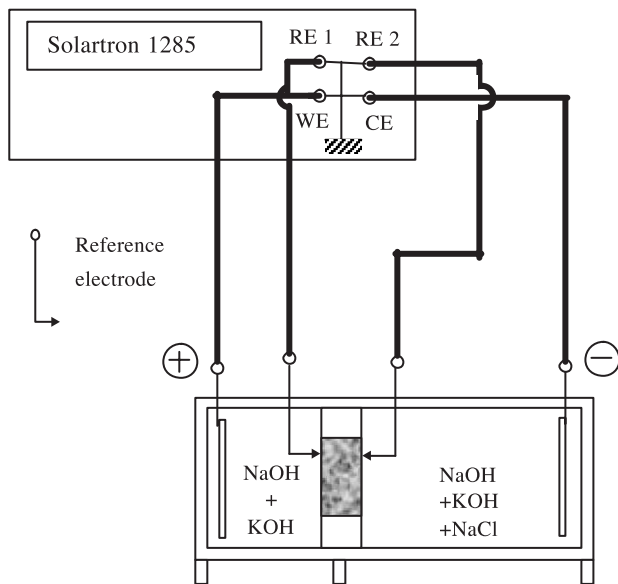 Solartron 1285
RE 1
RE 2
WE
CE
Reference
electrode
+
−
NaOH
+
KOH
NaOH
+KOH
+NaCl